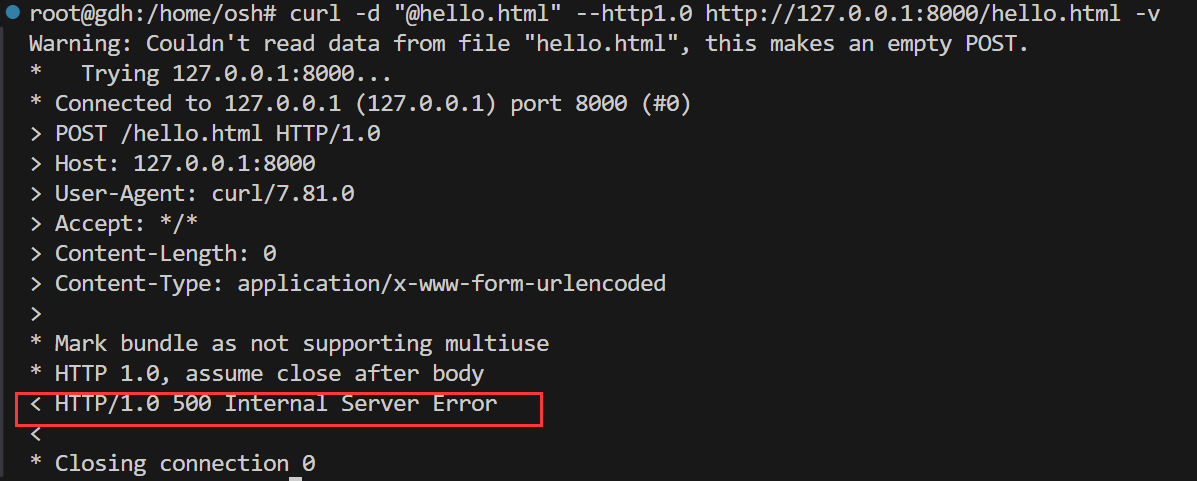 root@gdh:/home/osh# curl -d "@hello.html" --http1.0 http://127.0.0.1:8000/hello.html -v
Warning: Couldn't read data from file "hello.html", this makes an empty POST.
*   Trying 127.0.0.1:8000...
* Connected to 127.0.0.1 (127.0.0.1) port 8000 (#0)
> POST /hello.html HTTP/1.0
> Host: 127.0.0.1:8000
> User-Agent: curl/7.81.0
> Accept: */*
> Content-Length: 0
> Content-Type: application/x-www-form-urlencoded
>
* Mark bundle as not supporting multiuse
* HTTP 1.0, assume close after body
< HTTP/1.0 500 Internal Server Error
<
* Closing connection 0